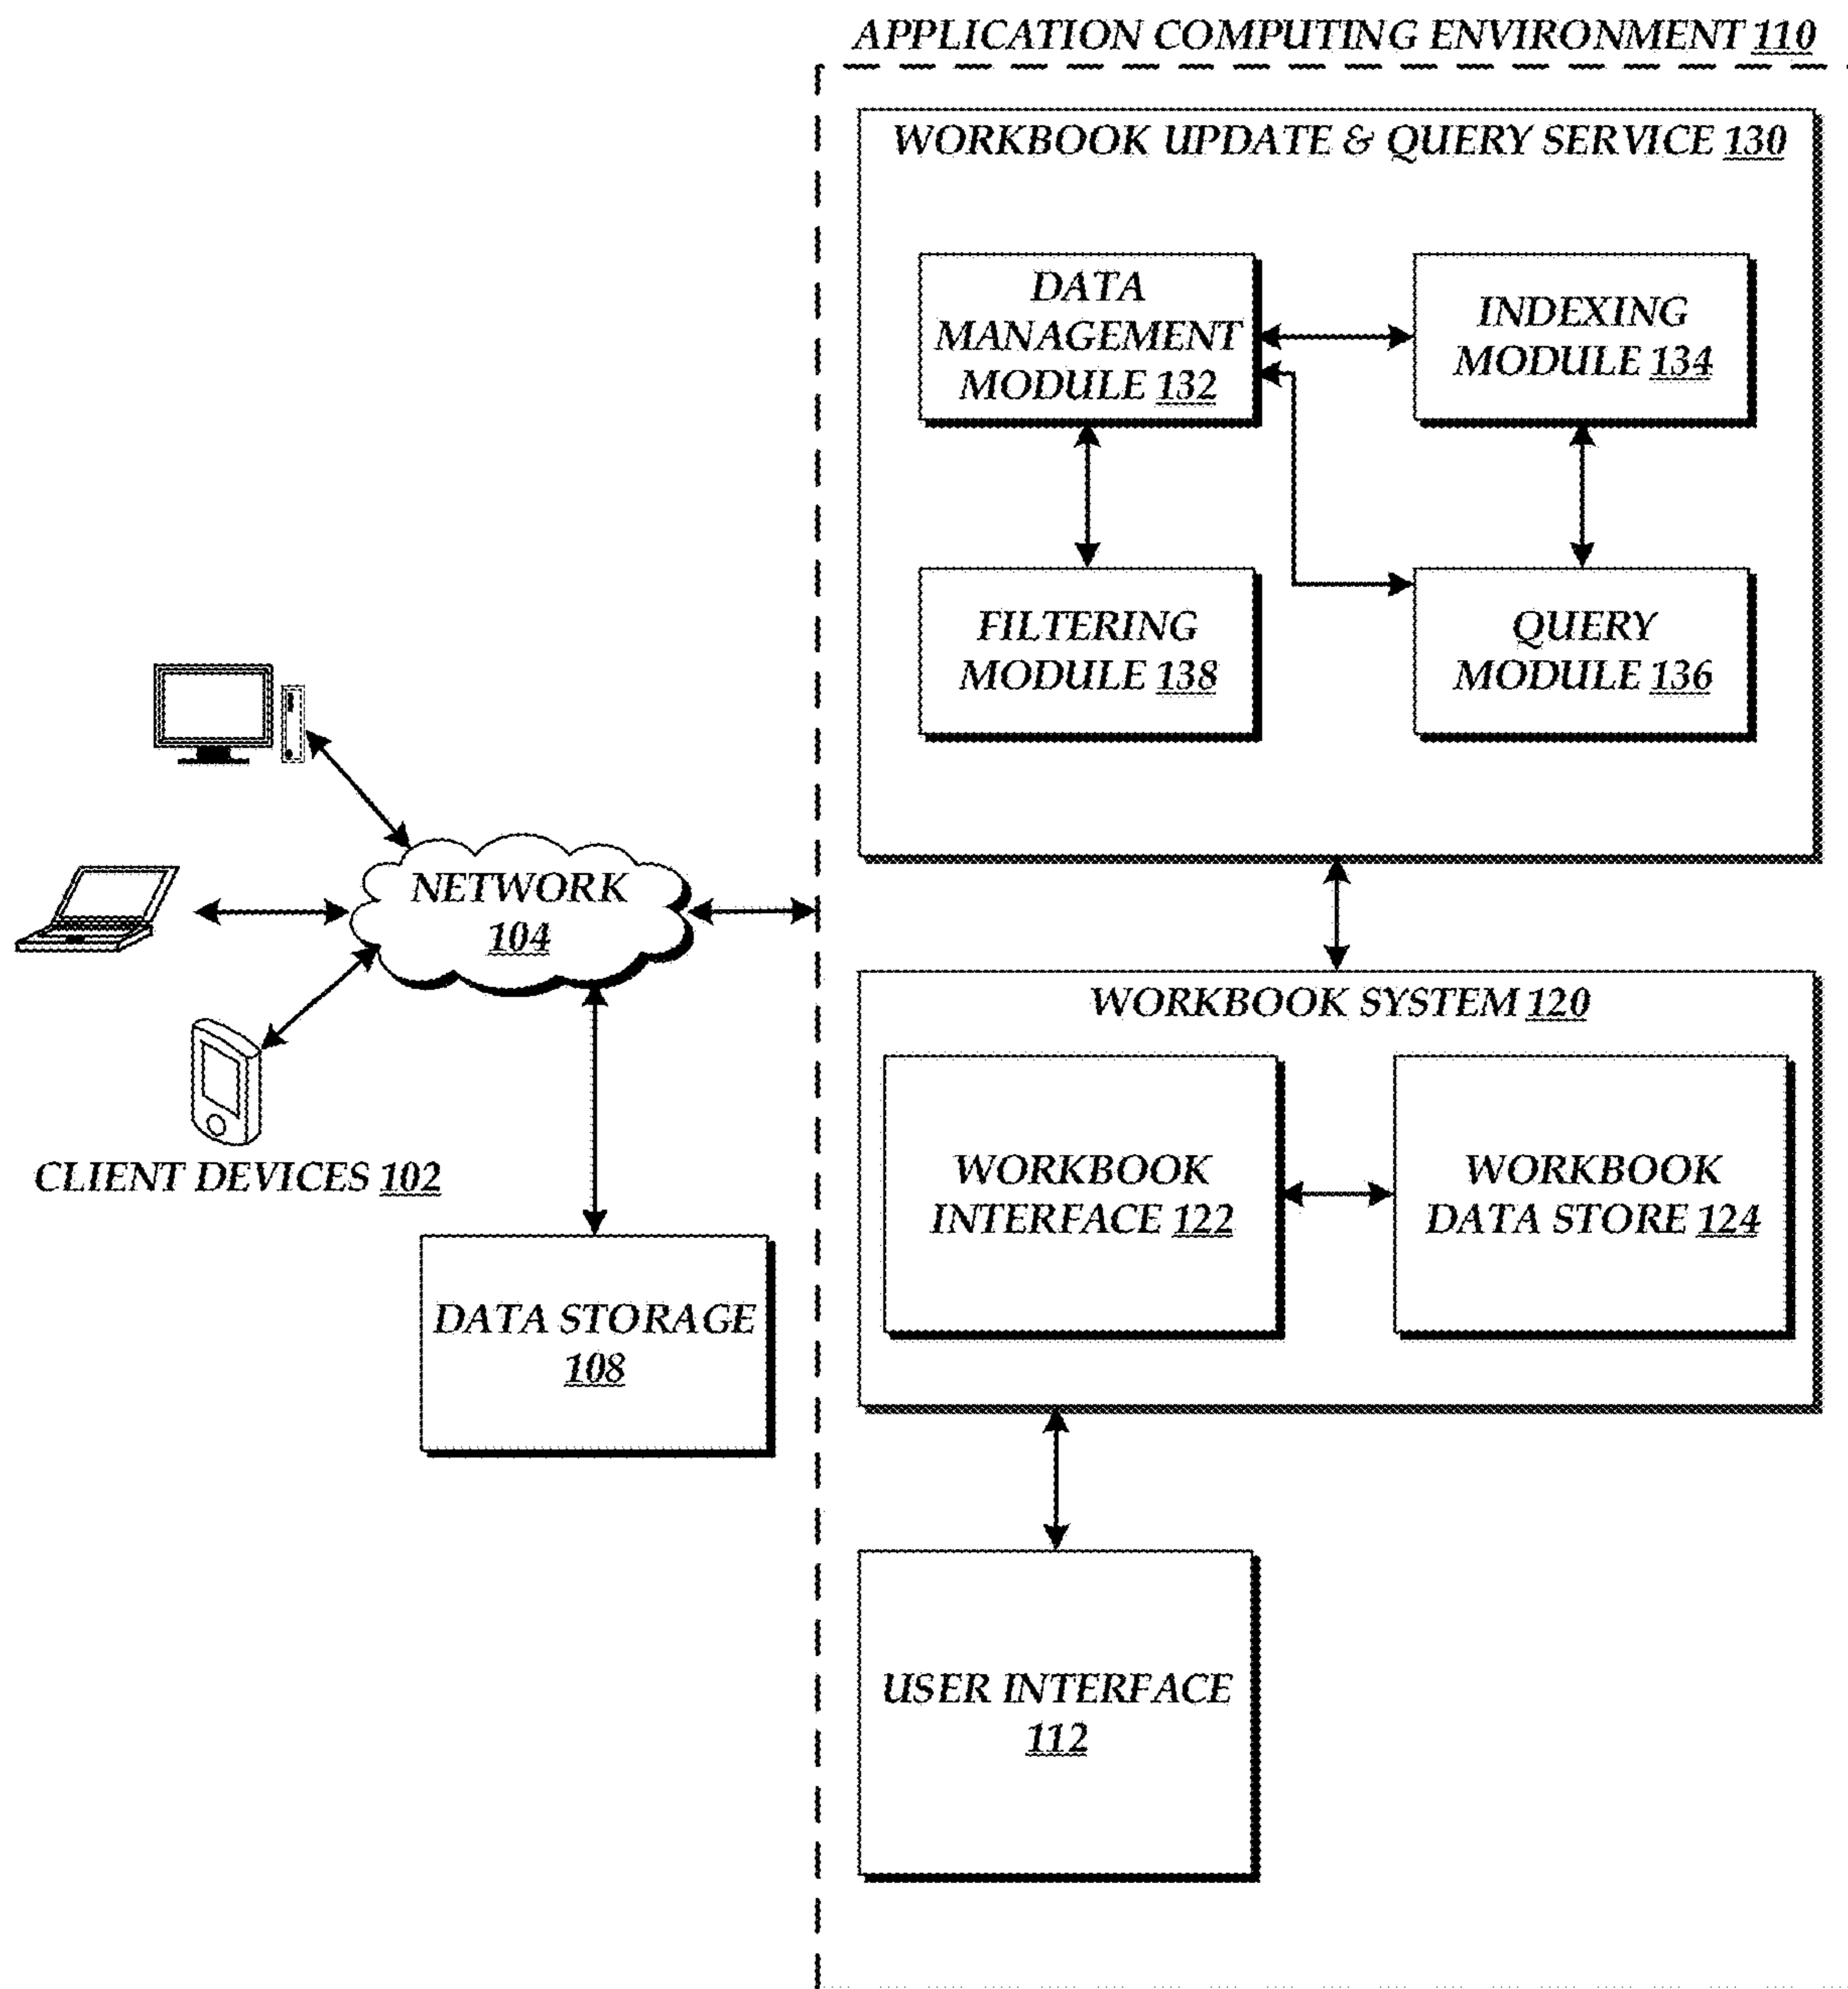 APPLICATION COMPUTING ENVIRONMENT 110
WORKBOOK UPDATE & QUERY SERVICE 130
DATA
MANAGEMENT
MODULE 132
INDEXING
MODULE 134
FILTERING
MODULE 138
QUERY
MODULE 136
NETWORK
104
CLIENT DEVICES 102
DATA STORAGE
108
WORKBOOK SYSTEM 120
WORKBOOK
INTERFACE 122
WORKBOOK
DATA STORE 124
USER INTERFACE
112